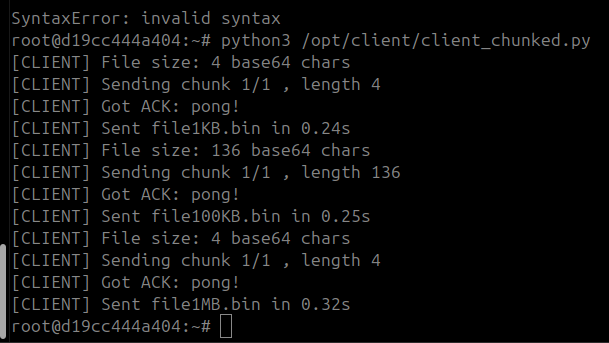 SyntaxError: invalid syntax
root@d19cc444a404:~# python3 /opt/client/client_chunked.py
[CLIENT] File size: 4 base64 chars
[CLIENT] Sending chunk 1/1 , length 4
[CLIENT] Got ACK: pong!
[CLIENT] Sent file1KB.bin in 0.24s
[CLIENT] File size: 136 base64 chars
[CLIENT] Sending chunk 1/1 , length 136
[CLIENT] Got ACK: pong!
[CLIENT] Sent file100KB.bin in 0.25s
[CLIENT] File size: 4 base64 chars
[CLIENT] Sending chunk 1/1 , length 4
[CLIENT] Got ACK: pong!
[CLIENT] Sent file1MB.bin in 0.32s
root@d19cc444a404:~#